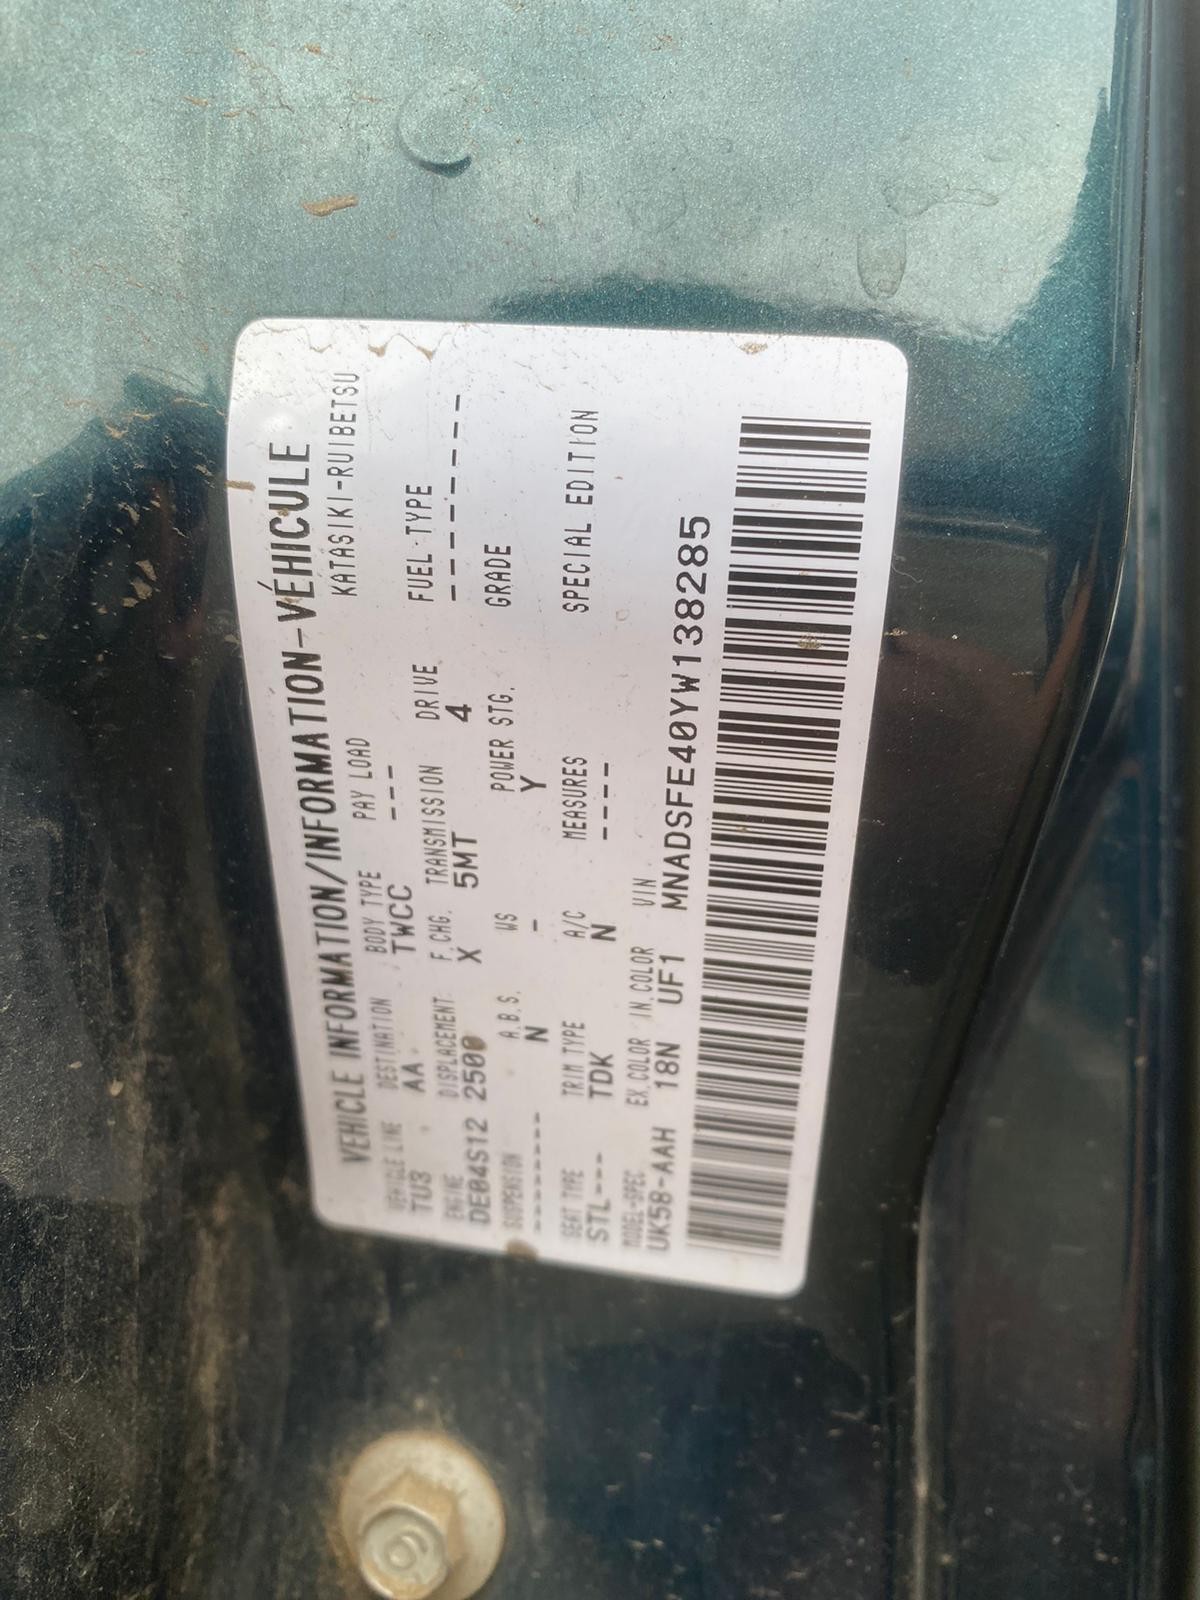 VEHICLE INFORMATION/INFORMATION-VÉHICULE
VEHICLE LINE DESTINATION BODY TYPE PAY LOAD KATASIKI-RUIBETSU
TU3 AA TWCC ---
ENGINE DISPLACEMENT F.CHG. TRANSMISSION DRIVE FUEL TYPE
DE04S12 2500 X 5MT 4 ---------
SUSPENSION A.B.S. WS POWER STG. GRADE
-------- N - Y
SEAT TYPE TRIM TYPE A/C MEASURES SPECIAL EDITION
STL--- TDK N ----
MODEL-SPEC EX.COLOR IN.COLOR VIN
UK5B-AAH 18N UF1 MNADSFE40YW138285